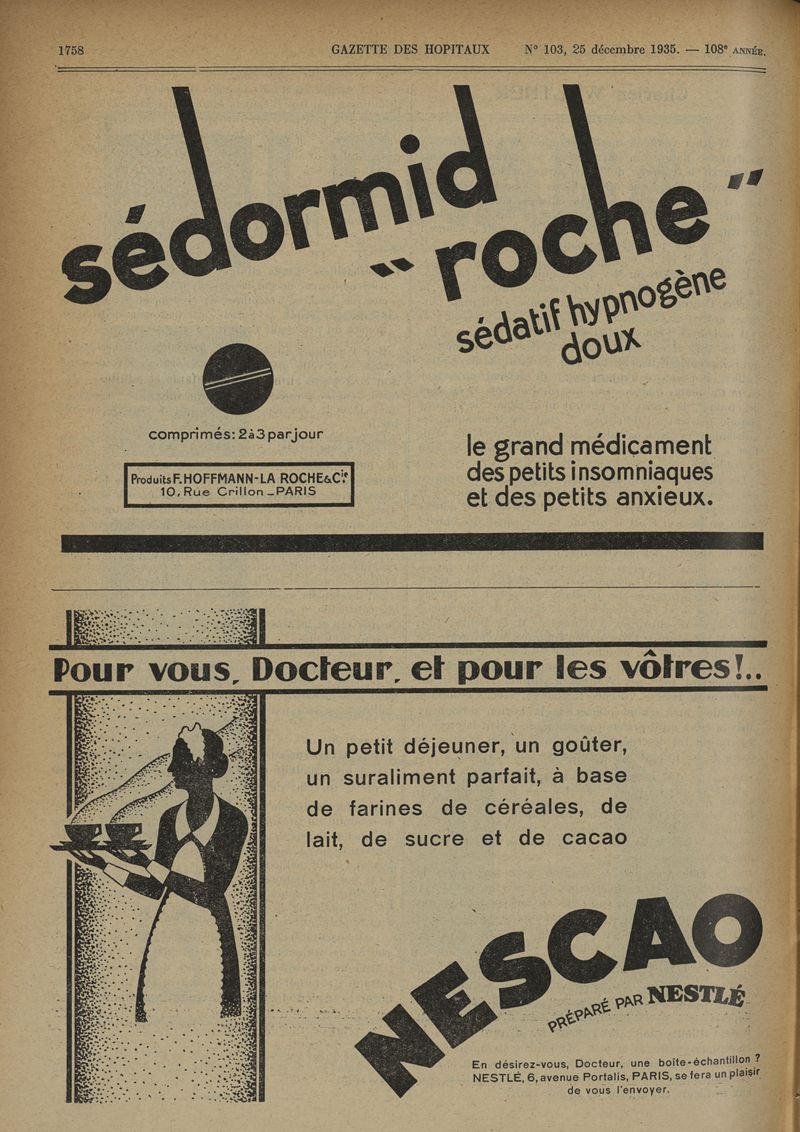 1758
GAZETTE DES HOPITAUX
N° 103, 25 décembre 1935. — 108e ANNÉE.
sédormid
"roche"
sédatif hypnogène
doux
comprimés: 2 à 3 par jour
Produits F. HOFFMANN-LA ROCHE & Cie.
10, Rue Crillon _ PARIS
le grand médicament
des petits insomniaques
et des petits anxieux.
Pour vous, Docteur, et pour les vôtres!..
Un petit déjeuner, un goûter,
un suraliment parfait, à base
de farines de céréales, de
lait, de sucre et de cacao
NESCAO
PRÉPARÉ PAR NESTLÉ
En désirez-vous, Docteur, une boîte-échantillon ?
NESTLÉ, 6, avenue Portalis, PARIS, se fera un plaisir
de vous l'envoyer.